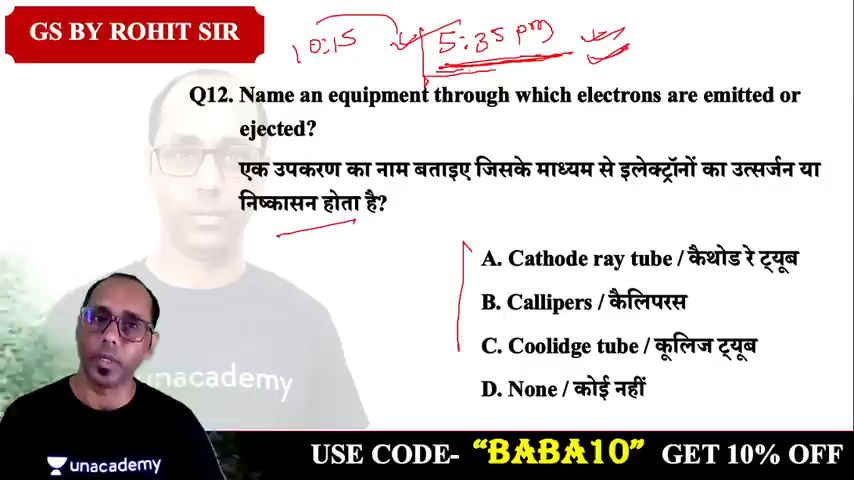 GS BY ROHIT SIR
10:15 5:35 pm
Q12. Name an equipment through which electrons are emitted or
ejected?
एक उपकरण का नाम बताइए जिसके माध्यम से इलेक्ट्रॉनों का उत्सर्जन या
निष्कासन होता है?
A. Cathode ray tube / कैथोड रे ट्यूब
B. Callipers / कैलिपरस
C. Coolidge tube / कूलिज ट्यूब
D. None / कोई नहीं
unacademy
unacademy
USE CODE- “BABA10” GET 10% OFF